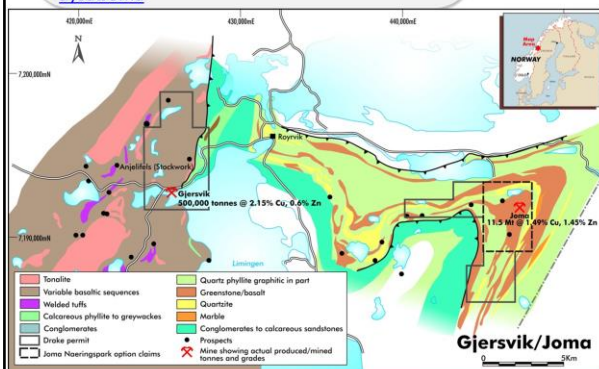 420,000mE
430,000mE
440,000mE
N
Map
Area
NORWAY
7,200,000mN
Royrvik
Anjelifels (Stockwork)
Gjersvik
500,000 tonnes @ 2.15% Cu, 0.6% Zn
Joma
11.5 Mt @ 1.49% Cu, 1.45% Zn
7,190,000mN
Limingen
Tonalite
Variable basaltic sequences
Welded tuffs
Calcareous phyllite to greywackes
Conglomerates
Drake permit
Joma Naeringspark option claims
Quartz phyllite graphitic in part
Greenstone/basalt
Quartzite
Marble
Conglomerates to calcareous sandstones
Prospects
Mine showing actual produced/mined
tonnes and grades
Gjersvik/Joma
0 5Km